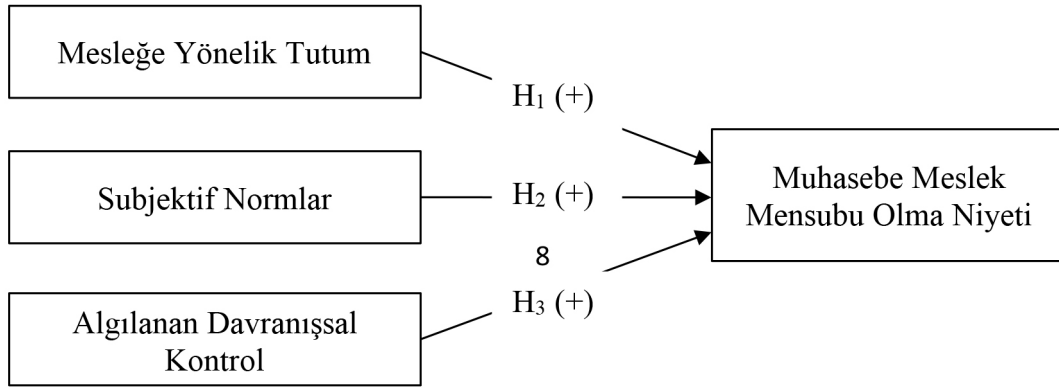 Mesleğe Yönelik Tutum
H₁ (+)
Subjektif Normlar
H₂ (+)
Muhasebe Meslek
Mensubu Olma Niyeti
8
H₃ (+)
Algılanan Davranışsal
Kontrol